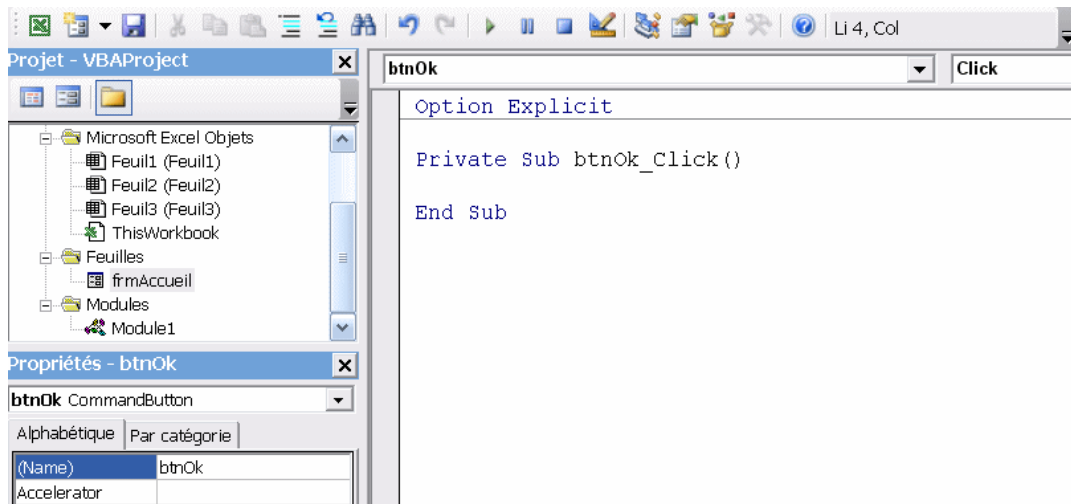 Li 4, Col
Projet - VBAProject
Microsoft Excel Objets
Feuil1 (Feuil1)
Feuil2 (Feuil2)
Feuil3 (Feuil3)
ThisWorkbook
Feuilles
frmAccueil
Modules
Module1
Propriétés - btnOk
btnOk CommandButton
Alphabétique Par catégorie
(Name) btnOk
Accelerator
btnOk Click
Option Explicit
Private Sub btnOk_Click()
End Sub